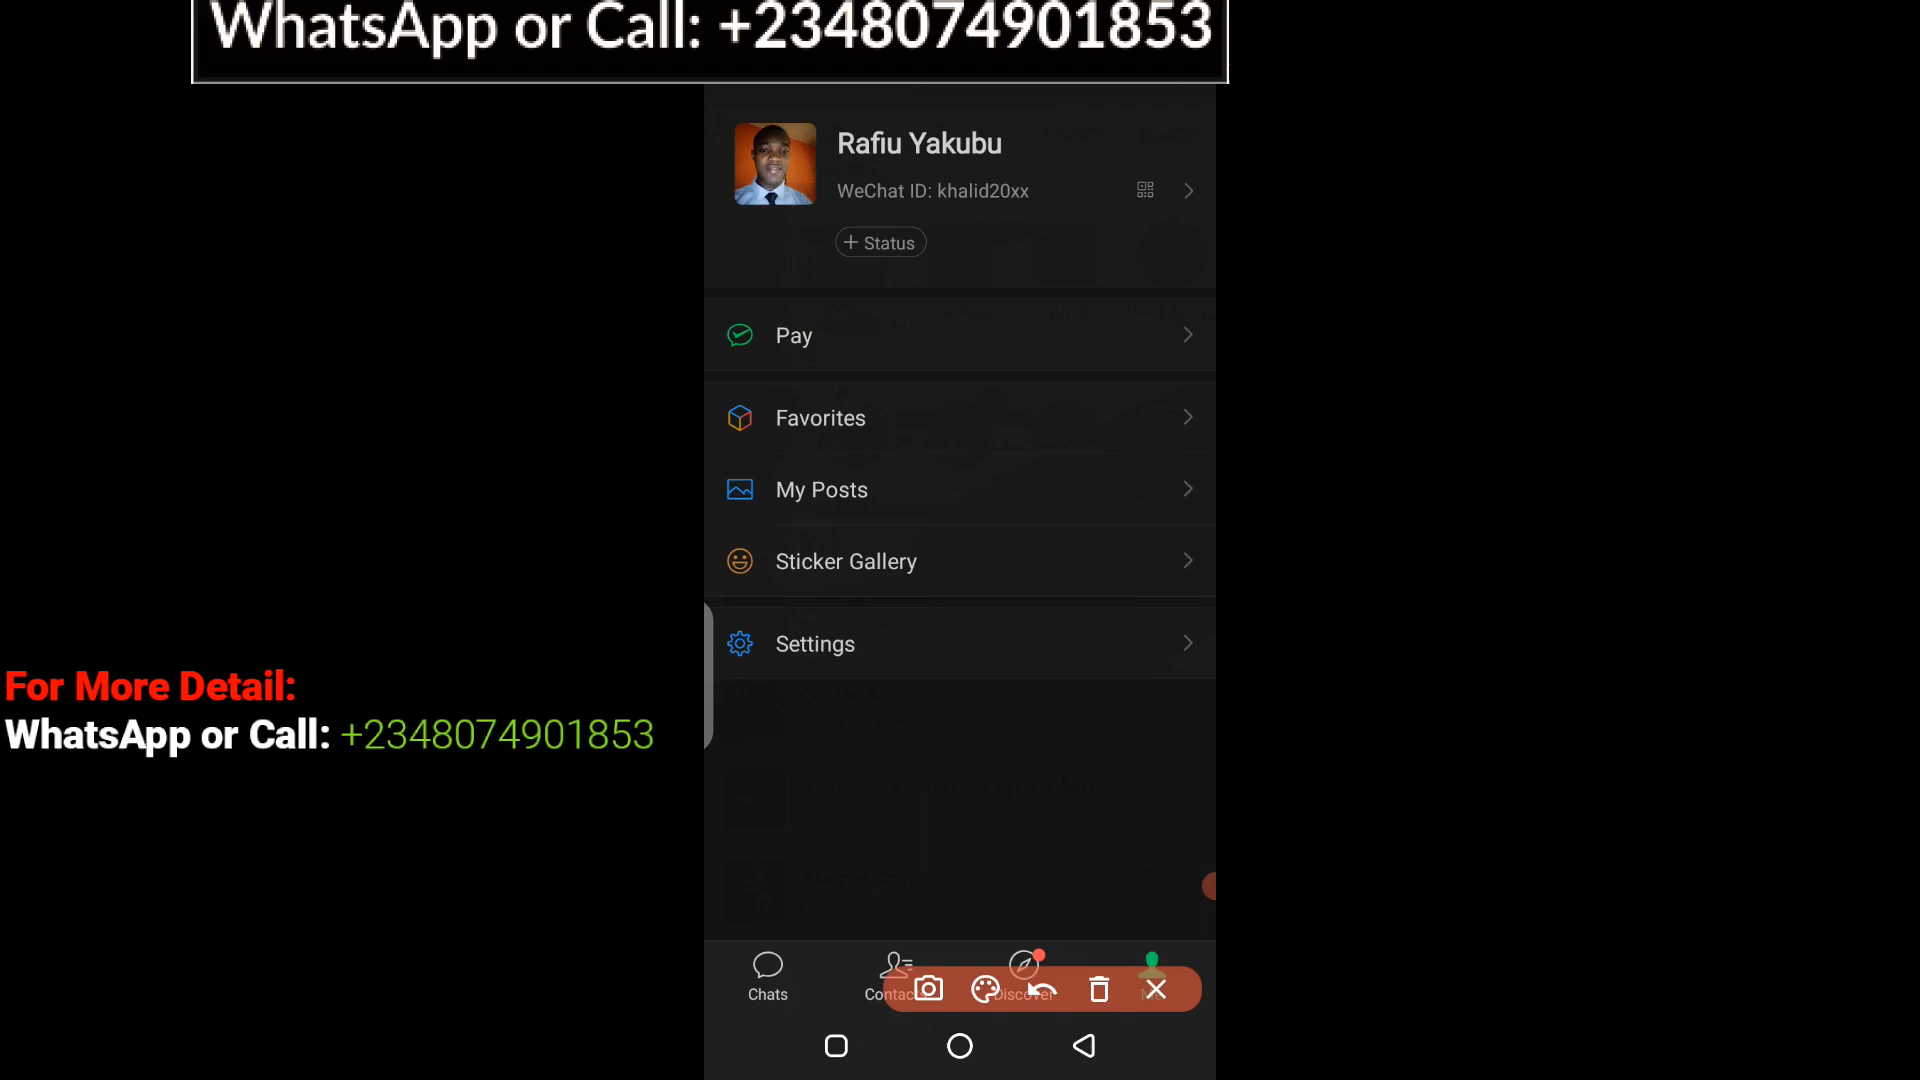 WhatsApp or Call: +2348074901853
Rafiu Yakubu
WeChat ID: khalid20xx
+ Status
Pay
Favorites
My Posts
Sticker Gallery
Settings
For More Detail:
WhatsApp or Call: +2348074901853
Chats
Discover